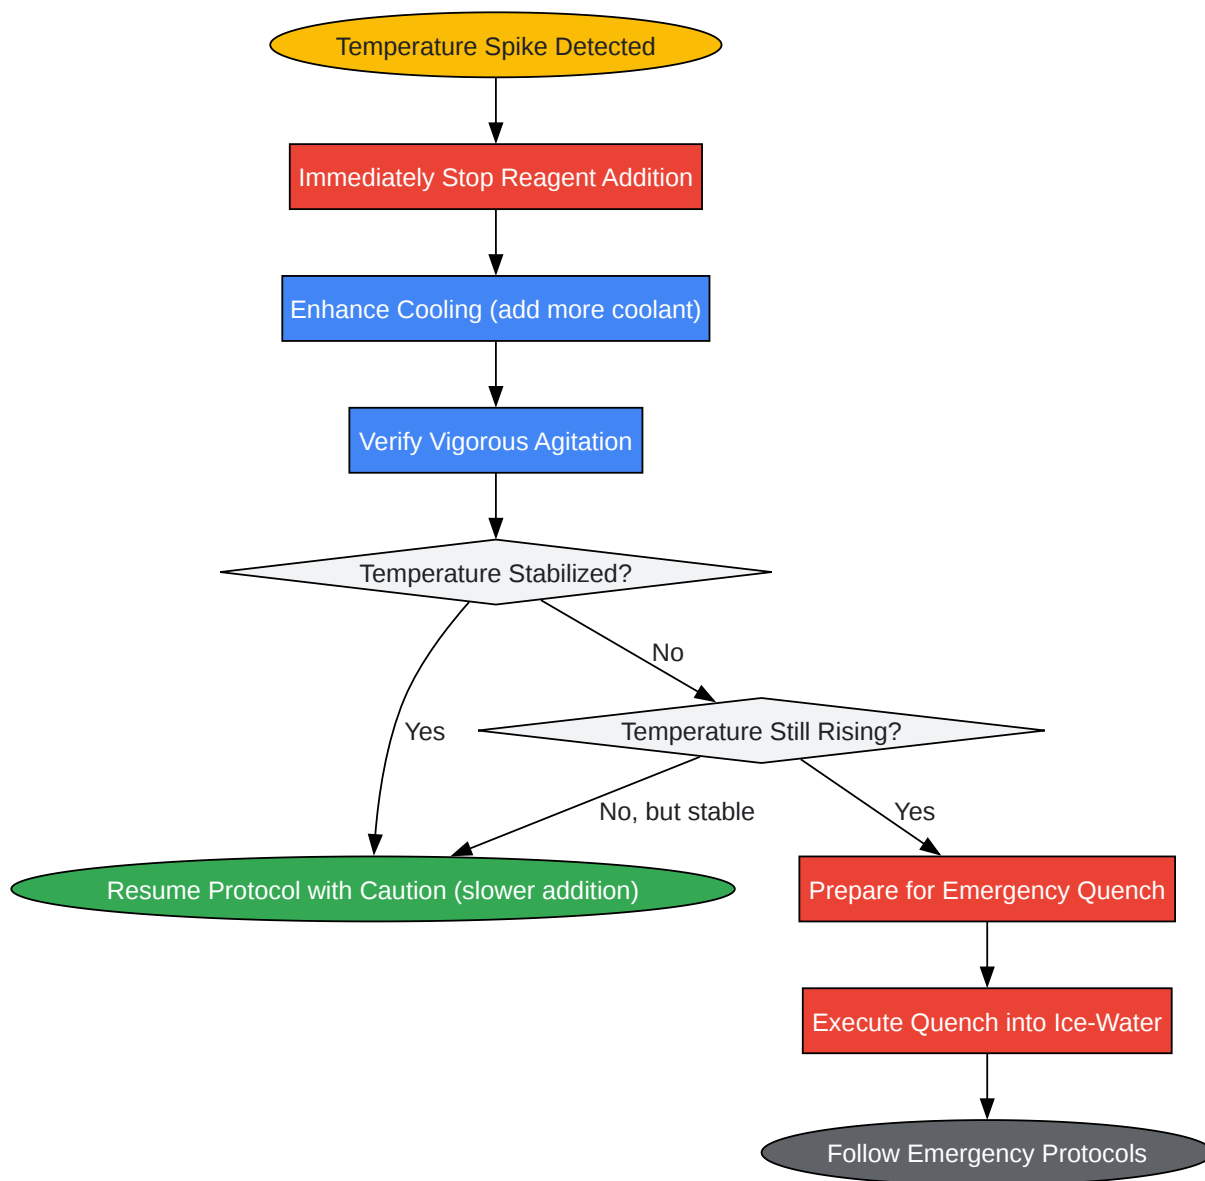 Temperature Spike Detected
Immediately Stop Reagent Addition
Enhance Cooling (add more coolant)
Verify Vigorous Agitation
Temperature Stabilized?
No
Temperature Still Rising?
Yes
No, but stable
Yes
Resume Protocol with Caution (slower addition)
Prepare for Emergency Quench
Execute Quench into Ice-Water
Follow Emergency Protocols